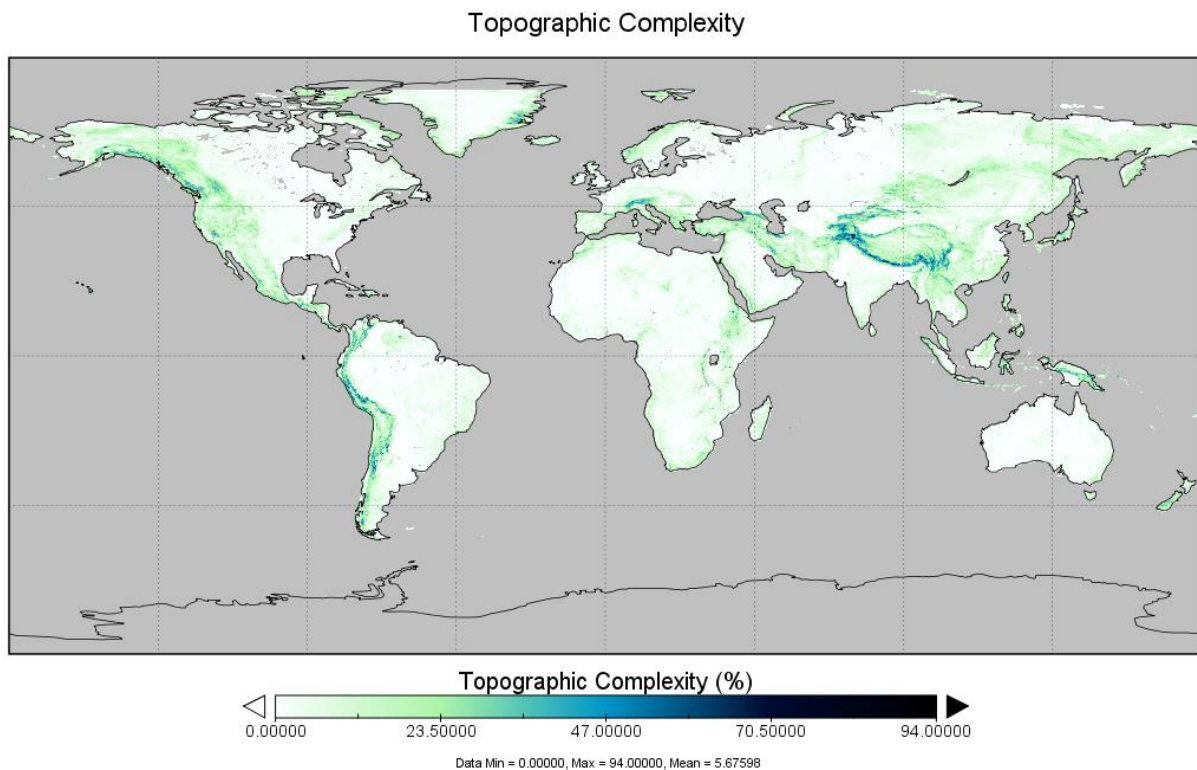 Topographic Complexity
Topographic Complexity (%)
0.00000 23.50000 47.00000 70.50000 94.00000
Data Min = 0.00000, Max = 94.00000, Mean = 5.67598